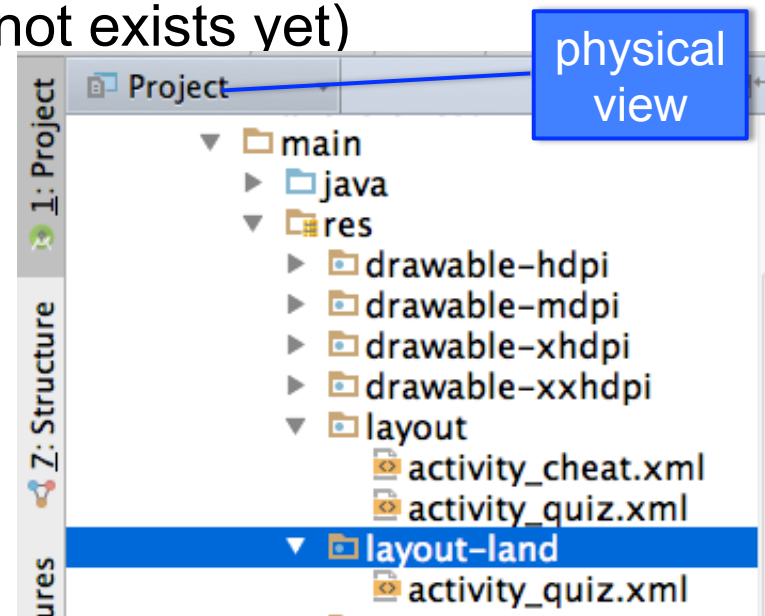 not exists yet)
physical
view
Project
1: Project
main
java
res
drawable-hdpi
drawable-mdpi
drawable-xhdpi
drawable-xxhdpi
layout
activity_cheat.xml
activity_quiz.xml
layout-land
activity_quiz.xml
Z: Structure
ures